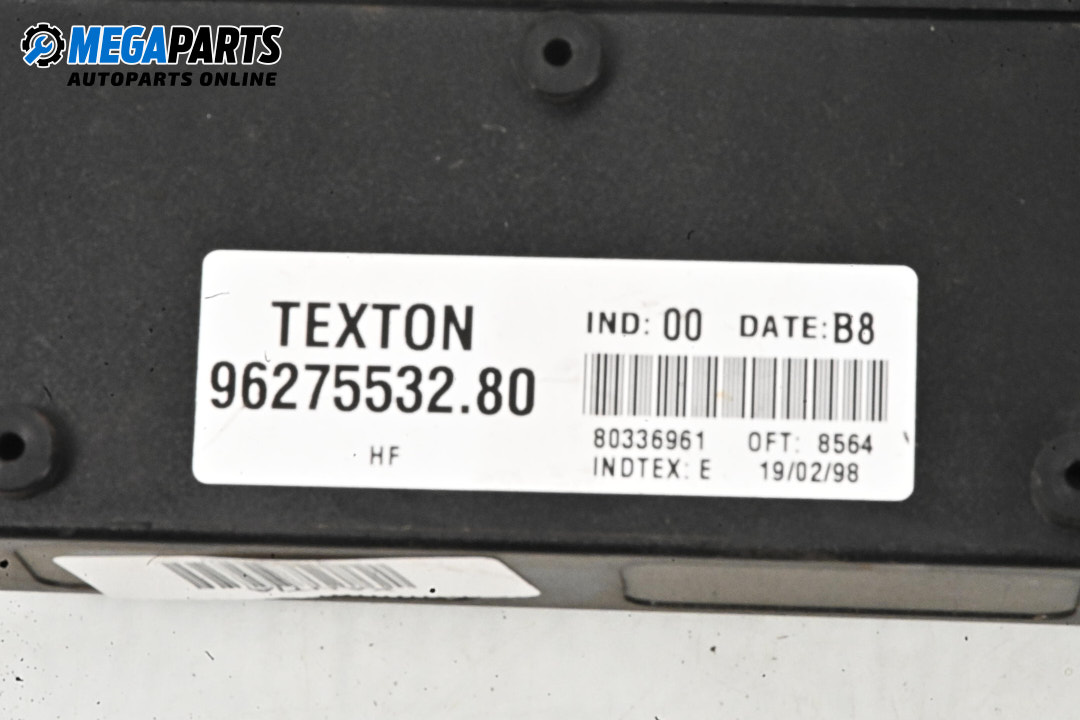 MEGAPARTS
AUTOPARTS ONLINE
TEXTON
96275532.80
HF
IND: 00 DATE: B8
80336961 OFT: 8564
INDTEX: E 19/02/98